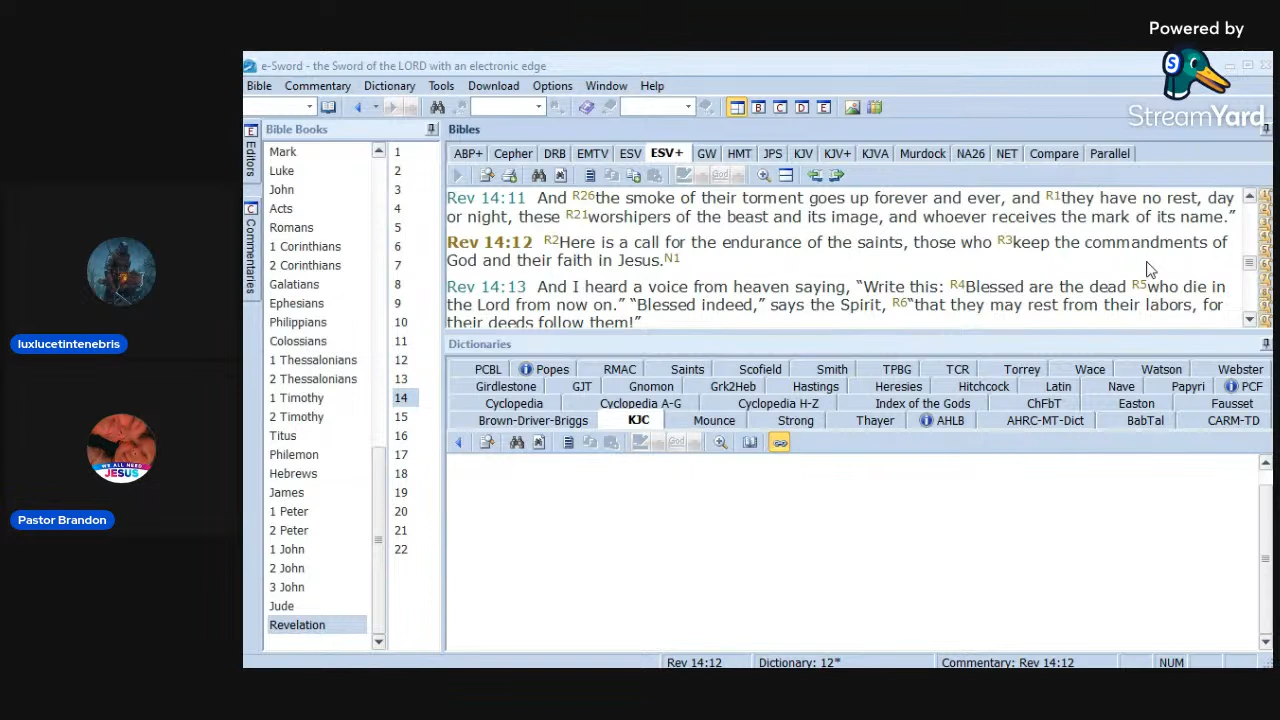 Powered by
StreamYard
e-Sword - the Sword of the LORD with an electronic edge
Bible Commentary Dictionary Tools Download Options Window Help
Bible Books
Bibles
Editors
Commentaries
Mark 1
Luke 2
John 3
Acts 4
Romans 5
1 Corinthians 6
2 Corinthians 7
Galatians 8
Ephesians 9
Philippians 10
Colossians 11
1 Thessalonians 12
2 Thessalonians 13
1 Timothy 14
2 Timothy 15
Titus 16
Philemon 17
Hebrews 18
James 19
1 Peter 20
2 Peter 21
1 John 22
2 John
3 John
Jude
Revelation
ABP+ Cepher DRB EMTV ESV ESV+ GW HMT JPS KJV KJV+ KJVA Murdock NA26 NET Compare Parallel
Rev 14:11 And R26the smoke of their torment goes up forever and ever, and R1they have no rest, day
or night, these R21worshipers of the beast and its image, and whoever receives the mark of its name.”
Rev 14:12 R2Here is a call for the endurance of the saints, those who R3keep the commandments of
God and their faith in Jesus.N1
Rev 14:13 And I heard a voice from heaven saying, “Write this: R4Blessed are the dead R5who die in
the Lord from now on.” “Blessed indeed,” says the Spirit, R6“that they may rest from their labors, for
their deeds follow them!”
Dictionaries
PCBL Popes RMAC Saints Scofield Smith TPBG TCR Torrey Wace Watson Webster
Girdlestone GJT Gnomon Grk2Heb Hastings Heresies Hitchcock Latin Nave Papyri PCF
Cyclopedia Cyclopedia A-G Cyclopedia H-Z Index of the Gods ChFbT Easton Fausset
Brown-Driver-Briggs KJC Mounce Strong Thayer AHLB AHRC-MT-Dict BabTal CARM-TD
Rev 14:12 Dictionary: 12* Commentary: Rev 14:12 NUM
luxlucetintenebris
WE ALL NEED
JESUS
Pastor Brandon